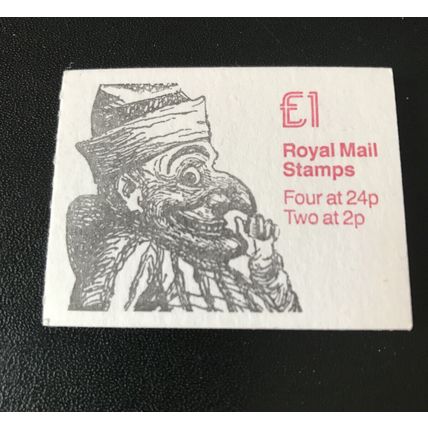 £1
Royal Mail
Stamps
Four at 24p
Two at 2p